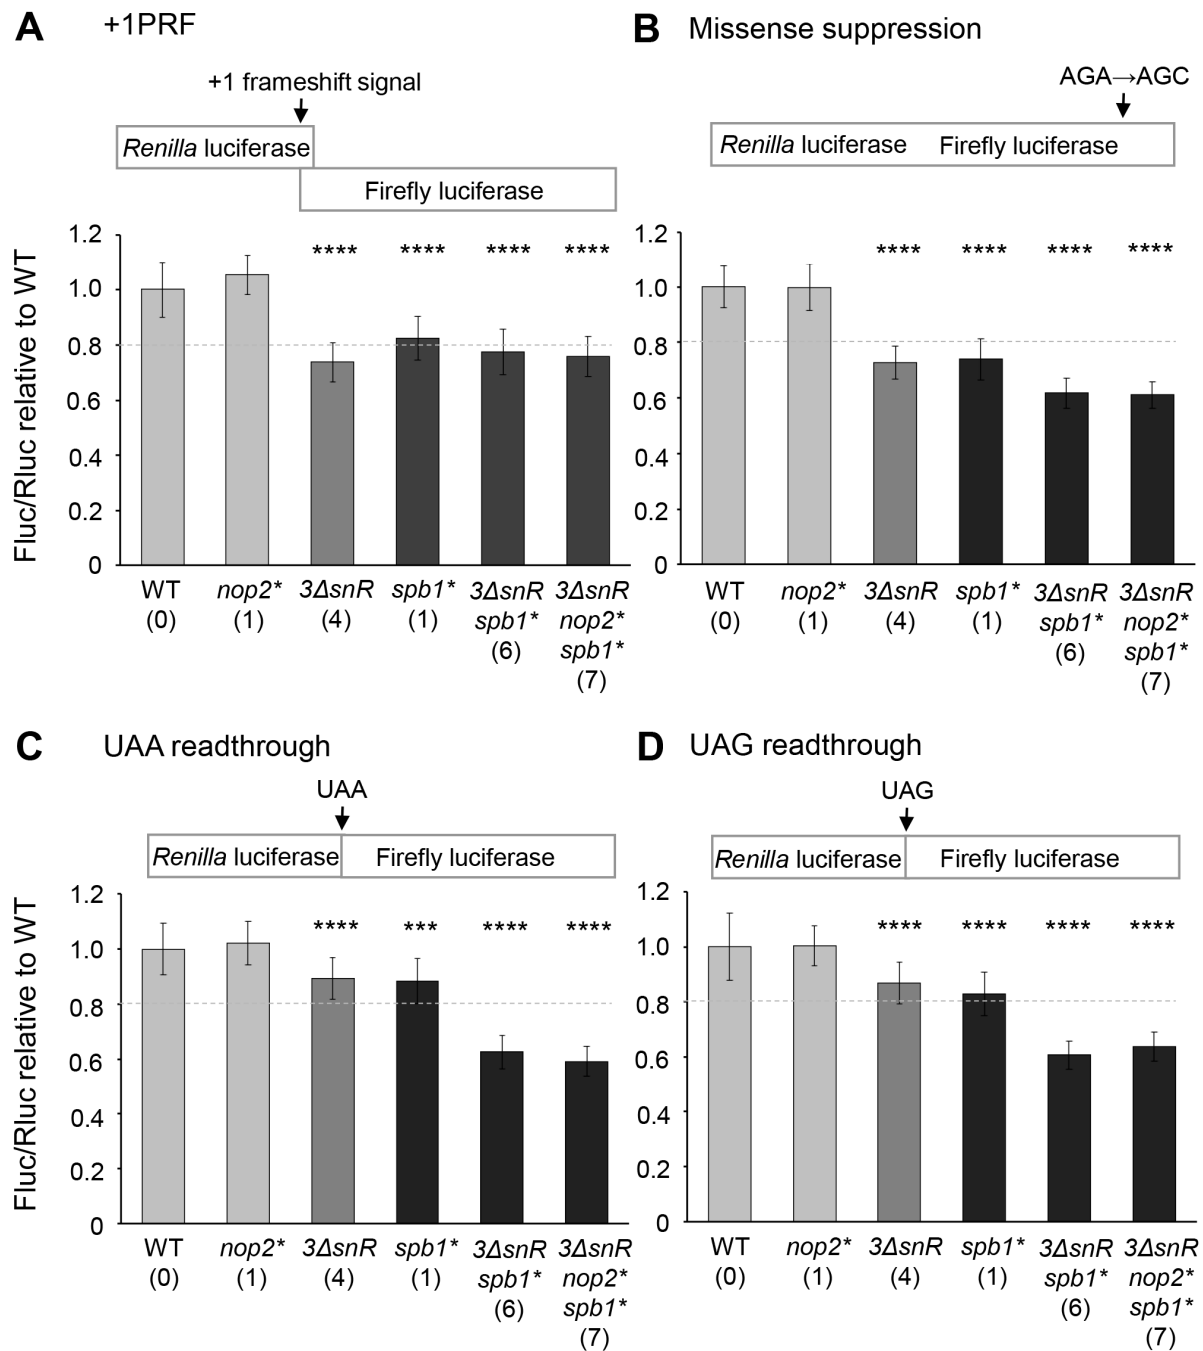 A +1PRF
+1 frameshift signal
Renilla luciferase
Firefly luciferase
Fluc/Rluc relative to WT
1.2
1.0
0.8
0.6
0.4
0.2
0
**** **** **** ****
WT nop2* 3ΔsnR spb1* 3ΔsnR 3ΔsnR
(0) (1) (4) (1) spb1* nop2*
(6) spb1*
(7)
B Missense suppression
AGA→AGC
Renilla luciferase Firefly luciferase
1.2
1.0
0.8
0.6
0.4
0.2
0
**** **** **** ****
WT nop2* 3ΔsnR spb1* 3ΔsnR 3ΔsnR
(0) (1) (4) (1) spb1* nop2*
(6) spb1*
(7)
C UAA readthrough
UAA
Renilla luciferase Firefly luciferase
Fluc/Rluc relative to WT
1.2
1.0
0.8
0.6
0.4
0.2
0
**** *** **** ****
WT nop2* 3ΔsnR spb1* 3ΔsnR 3ΔsnR
(0) (1) (4) (1) spb1* nop2*
(6) spb1*
(7)
D UAG readthrough
UAG
Renilla luciferase Firefly luciferase
1.2
1.0
0.8
0.6
0.4
0.2
0
**** **** **** ****
WT nop2* 3ΔsnR spb1* 3ΔsnR 3ΔsnR
(0) (1) (4) (1) spb1* nop2*
(6) spb1*
(7)